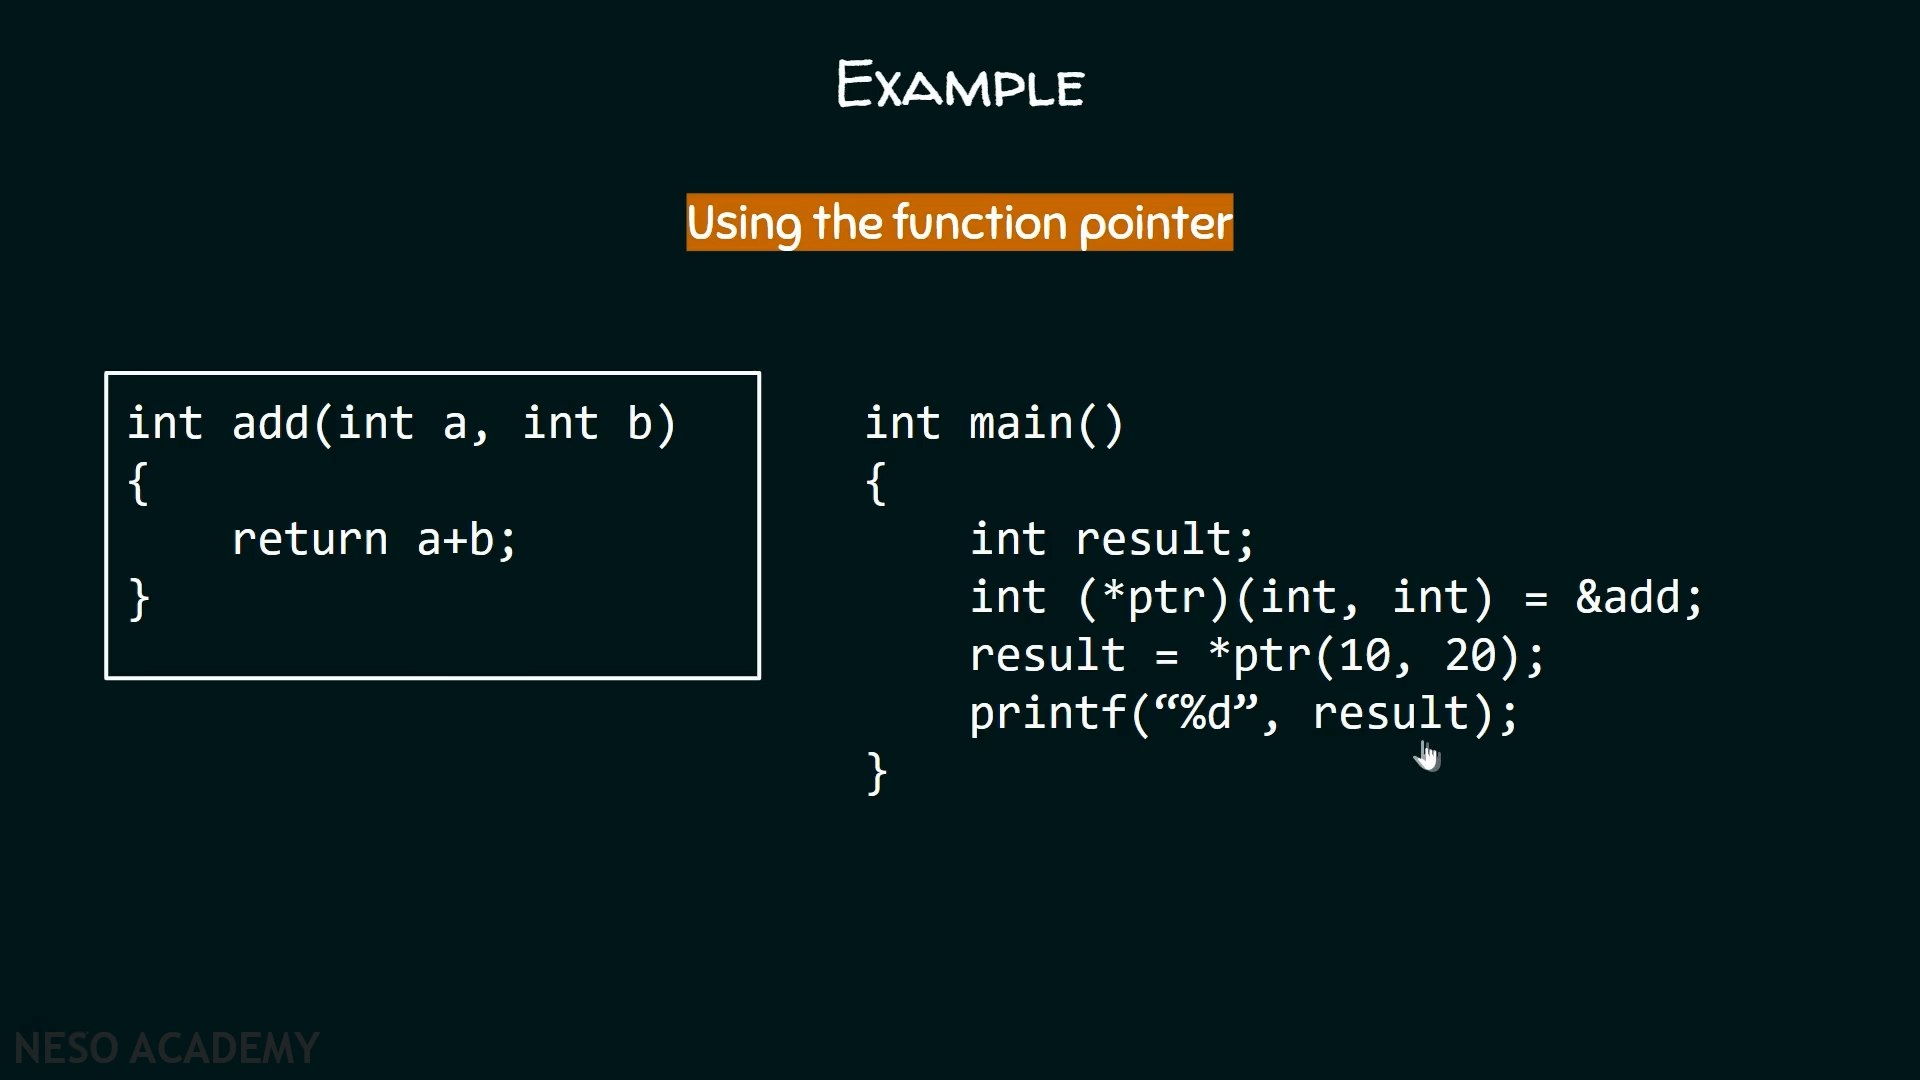 EXAMPLE
Using the function pointer
int add(int a, int b)
{
    return a+b;
}
int main()
{
    int result;
    int (*ptr)(int, int) = &add;
    result = *ptr(10, 20);
    printf(“%d”, result);
}
NESO ACADEMY